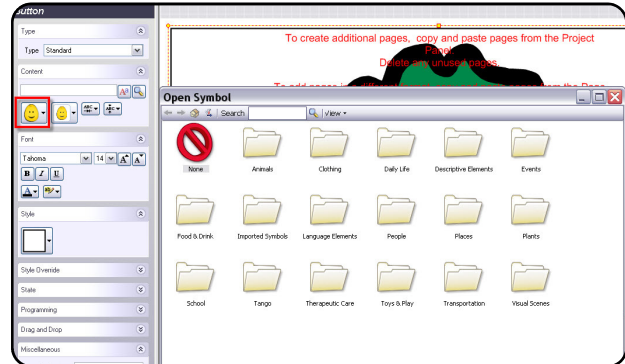 Button
Type
Type Standard
Content
Font
Tahoma 14 A A
B I U
A
Style
Style Override
State
Programming
Drag and Drop
Miscellaneous
To create additional pages, copy and paste pages from the Project
Panel.
Delete any unused pages.
Open Symbol
Search View
None Animals Clothing Daily Life Descriptive Elements Events
Food & Drink Imported Symbols Language Elements People Places Plants
School Tango Therapeutic Care Toys & Play Transportation Visual Scenes